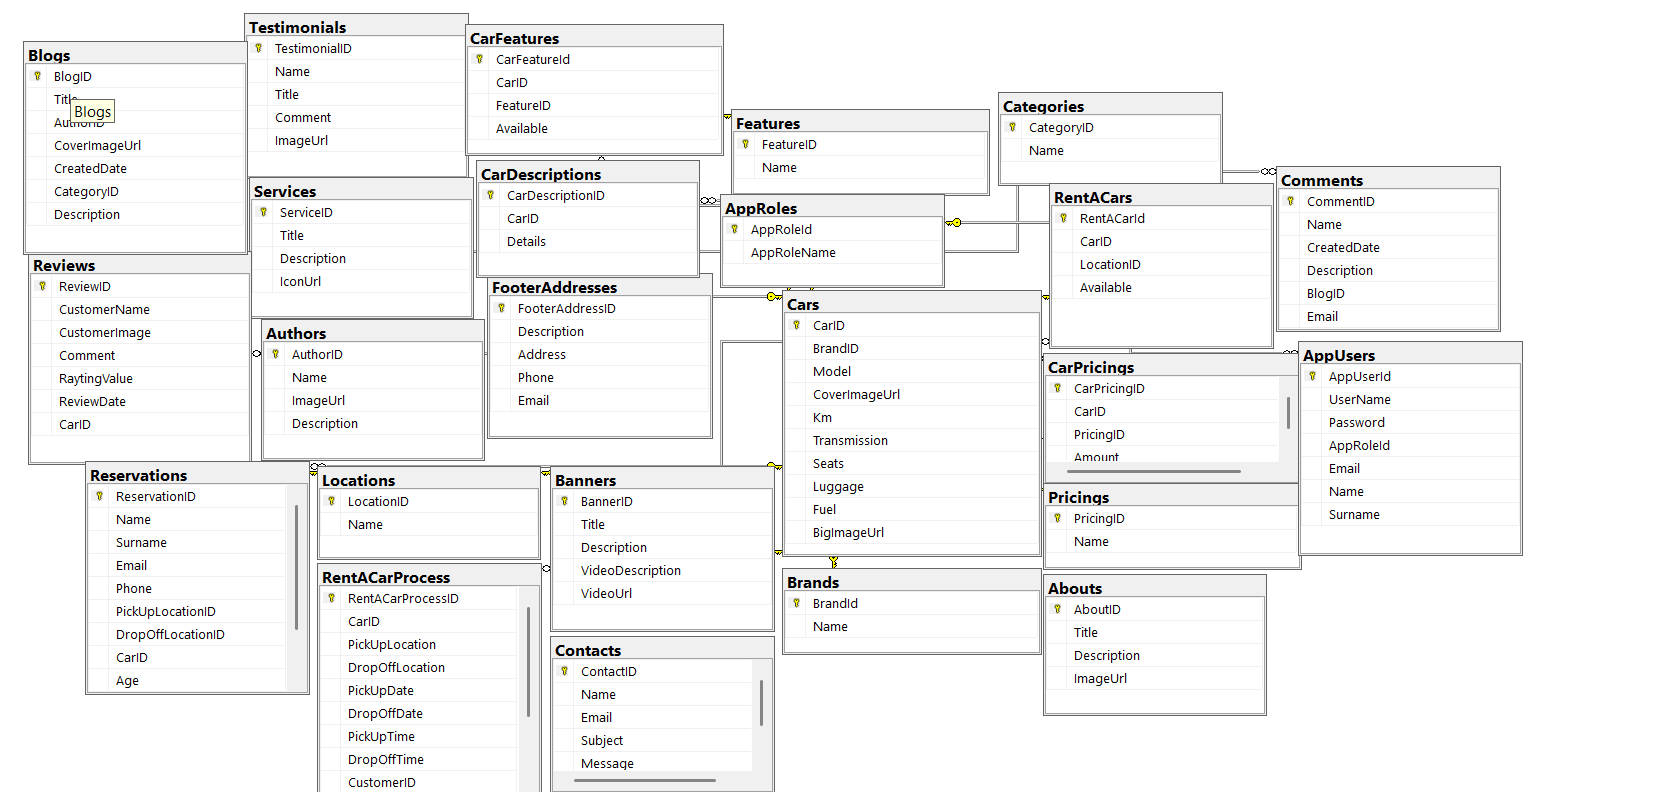 Blogs
BlogID
Title
Blogs
AuthorID
CoverImageUrl
CreatedDate
CategoryID
Description
Testimonials
TestimonialID
Name
Title
Comment
ImageUrl
CarFeatures
CarFeatureId
CarID
FeatureID
Available
Features
FeatureID
Name
Categories
CategoryID
Name
Comments
CommentID
Name
CreatedDate
Description
BlogID
Email
Services
ServiceID
Title
Description
IconUrl
CarDescriptions
CarDescriptionID
CarID
Details
AppRoles
AppRoleId
AppRoleName
RentACars
RentACarId
CarID
LocationID
Available
Reviews
ReviewID
CustomerName
CustomerImage
Comment
RaytingValue
ReviewDate
CarID
Authors
AuthorID
Name
ImageUrl
Description
FooterAddresses
FooterAddressID
Description
Address
Phone
Email
Cars
CarID
BrandID
Model
CoverImageUrl
Km
Transmission
Seats
Luggage
Fuel
BigImageUrl
CarPricings
CarPricingID
CarID
PricingID
Amount
AppUsers
AppUserId
UserName
Password
AppRoleId
Email
Name
Surname
Reservations
ReservationID
Name
Surname
Email
Phone
PickUpLocationID
DropOffLocationID
CarID
Age
Locations
LocationID
Name
Banners
BannerID
Title
Description
VideoDescription
VideoUrl
Pricings
PricingID
Name
RentACarProcess
RentACarProcessID
CarID
PickUpLocation
DropOffLocation
PickUpDate
DropOffDate
PickUpTime
DropOffTime
CustomerID
Brands
BrandId
Name
Abouts
AboutID
Title
Description
ImageUrl
Contacts
ContactID
Name
Email
Subject
Message